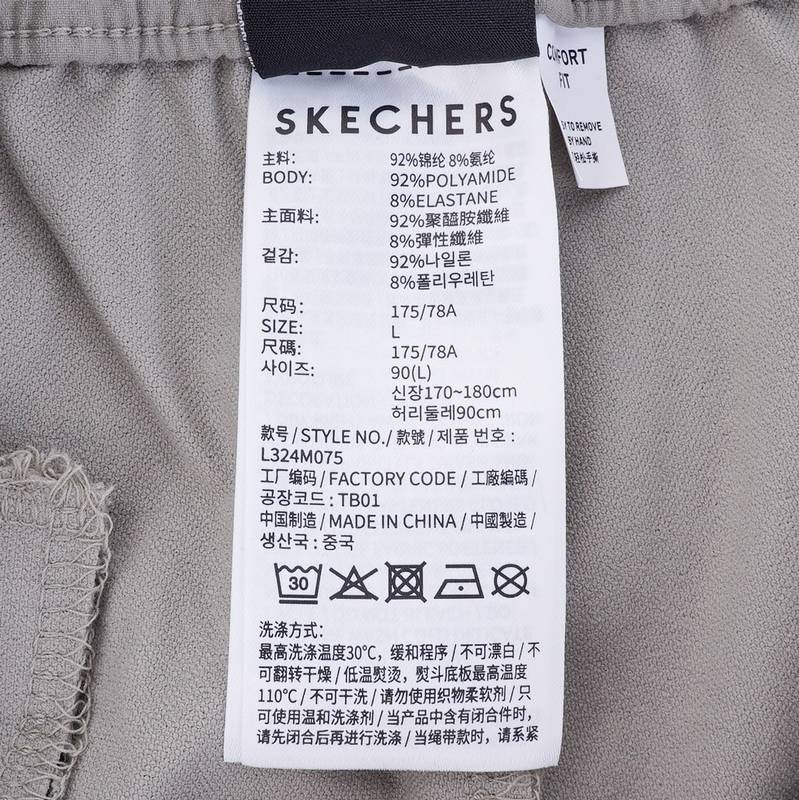 SKECHERS
主料: 92%锦纶 8%氨纶
BODY: 92%POLYAMIDE
8%ELASTANE
主面料: 92%聚醯胺纖維
8%彈性纖維
겉감: 92%나일론
8%폴리우레탄
尺码: 175/78A
SIZE: L
尺碼: 175/78A
사이즈: 90(L)
신장170~180cm
허리둘레90cm
款号/STYLE NO./款號/제품 번호:
L324M075
工厂编码/FACTORY CODE/工廠編碼/
공장코드: TB01
中国制造/MADE IN CHINA/中國製造/
생산국: 중국
30
洗涤方式:
最高洗涤温度30℃, 缓和程序/不可漂白/不
可翻转干燥/低温熨烫, 熨斗底板最高温度
110℃/不可干洗/请勿使用织物柔软剂/只
可使用温和洗涤剂/当产品中含有闭合件时,
请先闭合后再进行洗涤/当绳带款时, 请系紧
FIT
TO REMOVE
BY HAND
轻松手撕